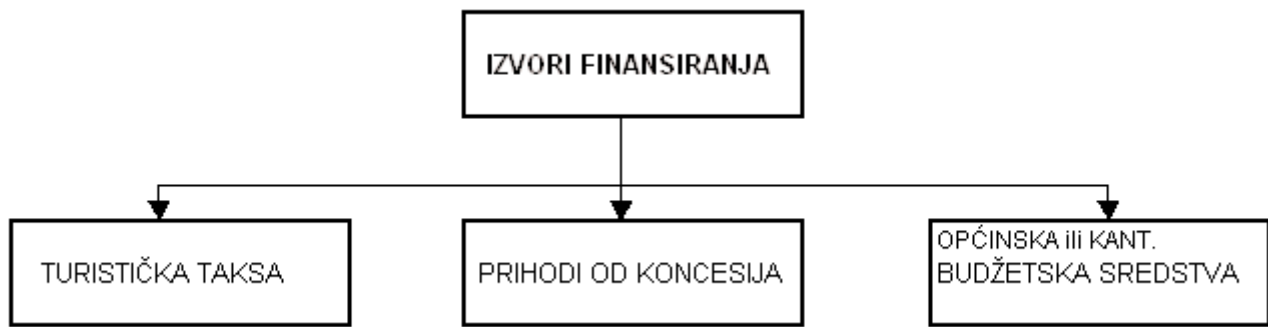 IZVORI FINANSIRANJA
TURISTIČKA TAKSA
PRIHODI OD KONCESIJA
OPĆINSKA ili KANT.
BUDŽETSKA SREDSTVA